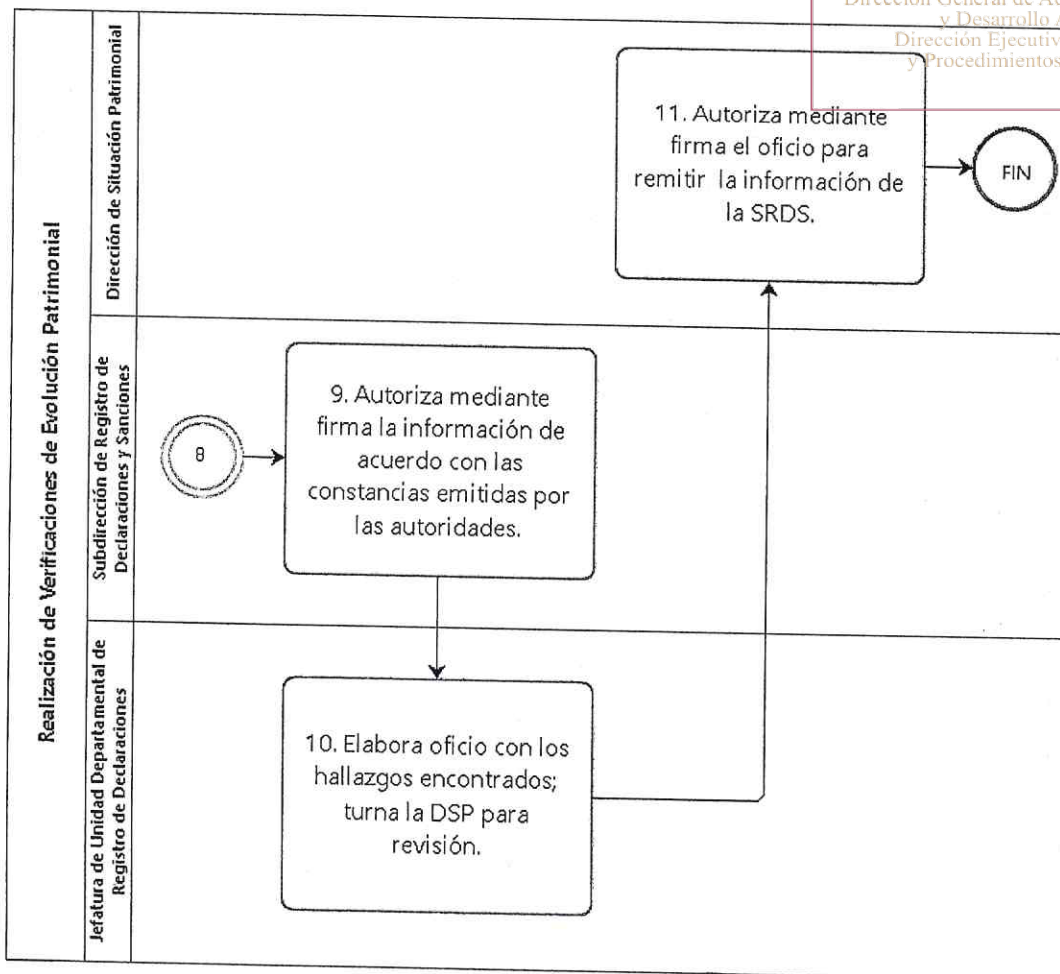 Dirección General de
y Desarrollo
Dirección
y Procedimientos
Realización de Verificaciones de Evolución Patrimonial
Dirección de Situación Patrimonial
11. Autoriza mediante
firma el oficio para
remitir la información de
la SRDS.
FIN
Subdirección de Registro de
Declaraciones y Sanciones
8
9. Autoriza mediante
firma la información de
acuerdo con las
constancias emitidas por
las autoridades.
Jefatura de Unidad Departamental de
Registro de Declaraciones
10. Elabora oficio con los
hallazgos encontrados;
turna la DSP para
revisión.